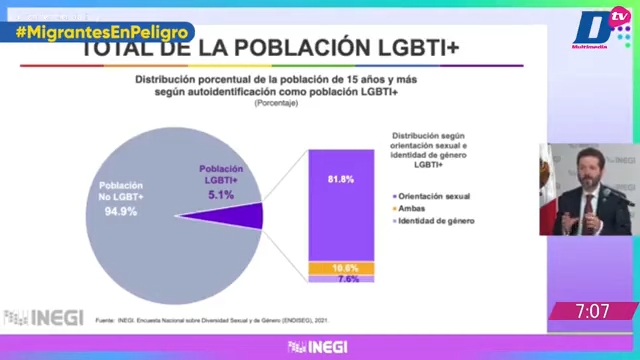 #MigrantesEnPeligro
D tv
Multimedia
TOTAL DE LA POBLACIÓN LGBTI+
Distribución porcentual de la población de 15 años y más
según autoidentificación como población LGBTI+
(Porcentaje)
Población
No LGBT+
94.9%
Población
LGBTI+
5.1%
81.8%
10.6%
7.6%
Distribución según
orientación sexual e
identidad de género
LGBTI+
Orientación sexual
Ambas
Identidad de género
INEGI
Fuente: INEGI. Encuesta Nacional sobre Diversidad Sexual y de Género (ENDISEG), 2021.
7:07
INEGI